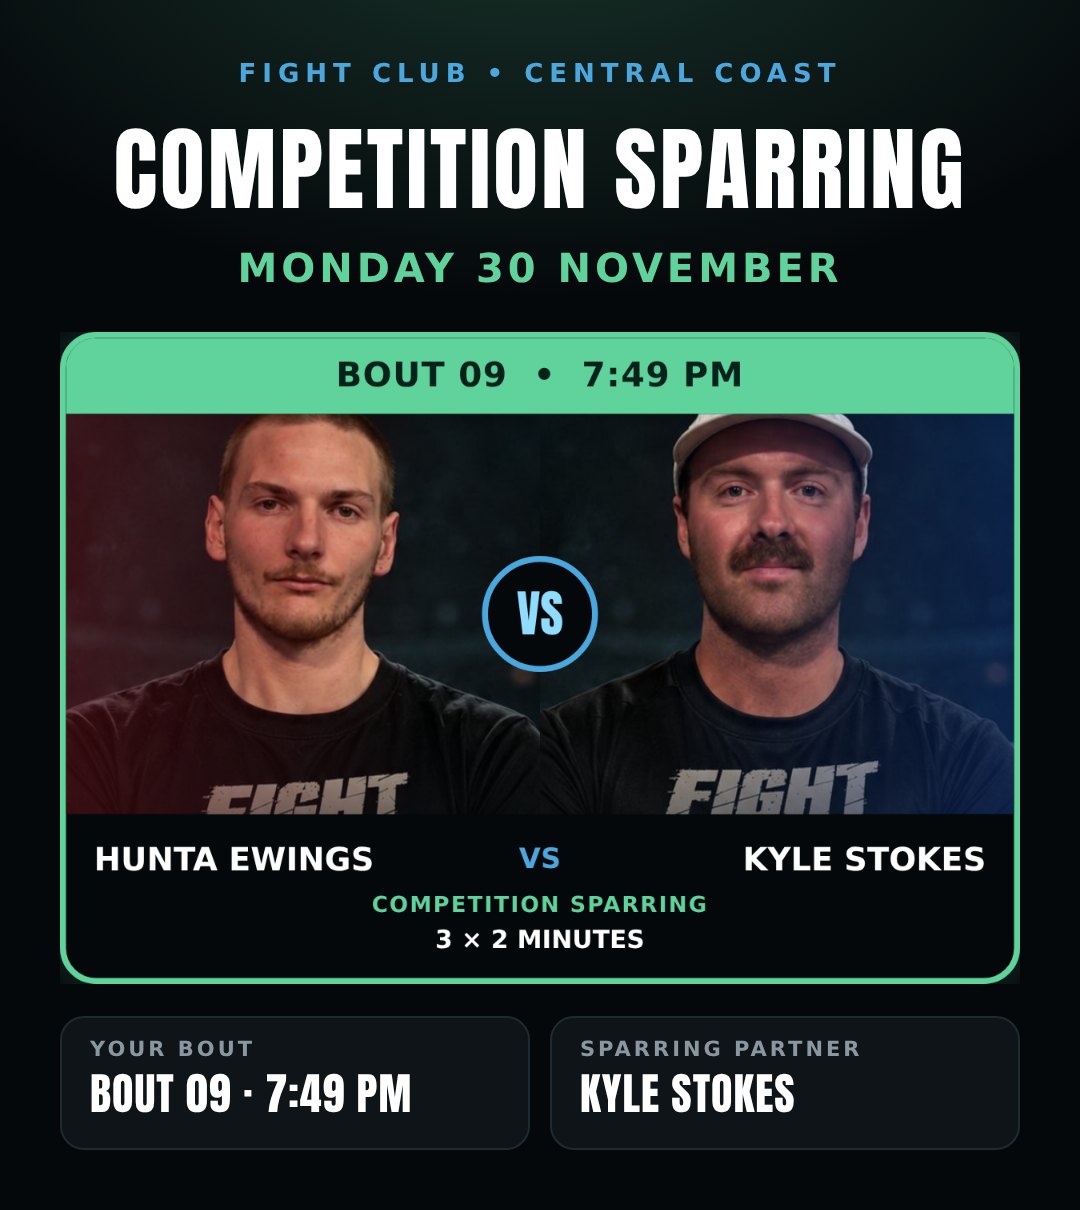 FIGHT CLUB • CENTRAL COAST
COMPETITION SPARRING
MONDAY 30 NOVEMBER
BOUT 09 • 7:49 PM
VS
FIGHT
FIGHT
HUNTA EWINGS VS KYLE STOKES
COMPETITION SPARRING
3 × 2 MINUTES
YOUR BOUT
BOUT 09 · 7:49 PM
SPARRING PARTNER
KYLE STOKES